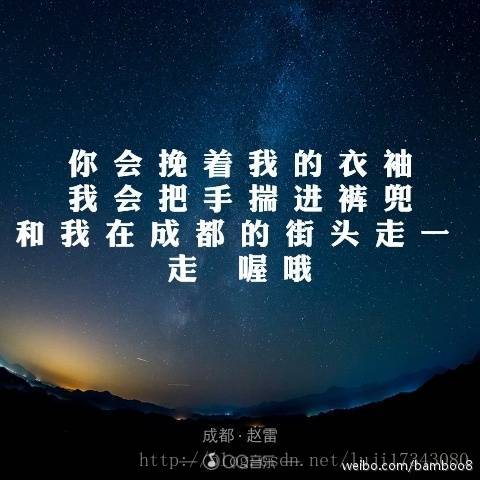 你会挽着我的衣袖
我会把手揣进裤兜
和我在成都的街头走一
走 喔哦
成都·赵雷
QQ音乐
http://blog.csdn.net/luji17343080
weibo.com/bamboo8